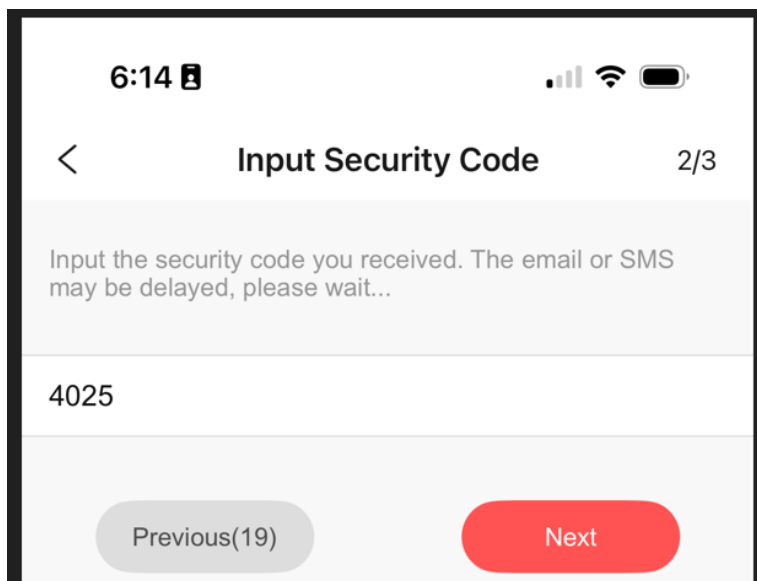 6:14
Input Security Code
2/3
Input the security code you received. The email or SMS
may be delayed, please wait...
4025
Previous(19)
Next